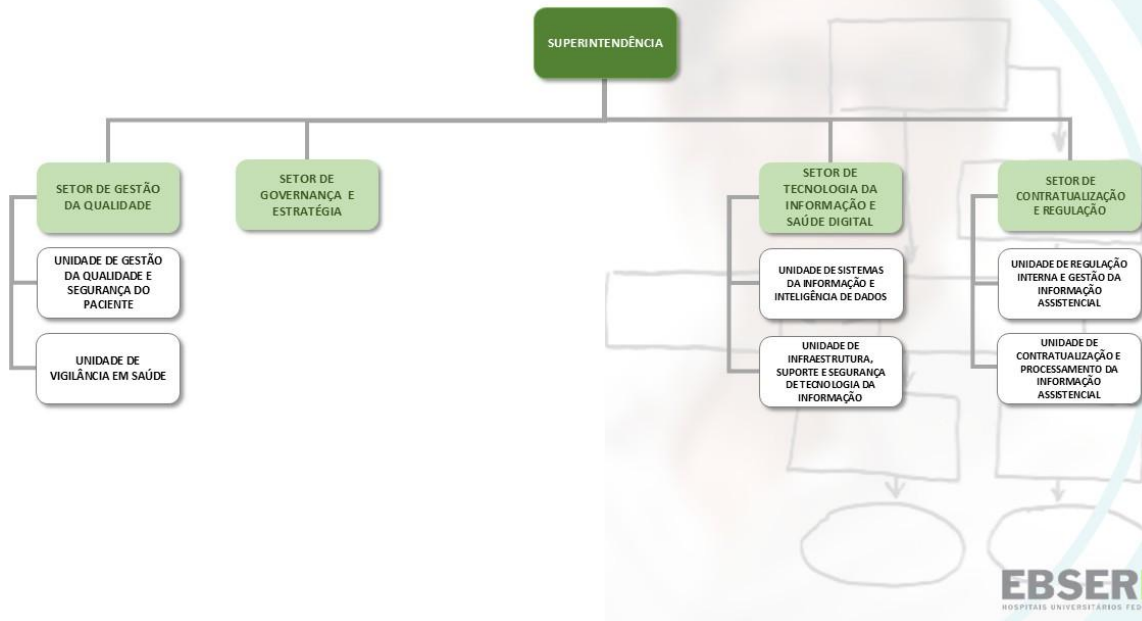 SUPERINTENDÊNCIA
SETOR DE GESTÃO
DA QUALIDADE
SETOR DE
GOVERNANÇA E
ESTRATÉGIA
SETOR DE
TECNOLOGIA DA
INFORMAÇÃO E
SAÚDE DIGITAL
SETOR DE
CONTRATUALIZAÇÃO
E REGULAÇÃO
UNIDADE DE GESTÃO
DA QUALIDADE E
SEGURANÇA DO
PACIENTE
UNIDADE DE SISTEMAS
DA INFORMAÇÃO E
INTELIGÊNCIA DE DADOS
UNIDADE DE REGULAÇÃO
INTERNA E GESTÃO DA
INFORMAÇÃO
ASSISTENCIAL
UNIDADE DE
VIGILÂNCIA EM SAÚDE
UNIDADE DE
INFRAESTRUTURA,
SUPORTE E SEGURANÇA
DE TECNOLOGIA DA
INFORMAÇÃO
UNIDADE DE
CONTRATUALIZAÇÃO E
PROCESSAMENTO DA
INFORMAÇÃO
ASSISTENCIAL
EBSER
HOSPITAIS UNIVERSITÁRIOS FED